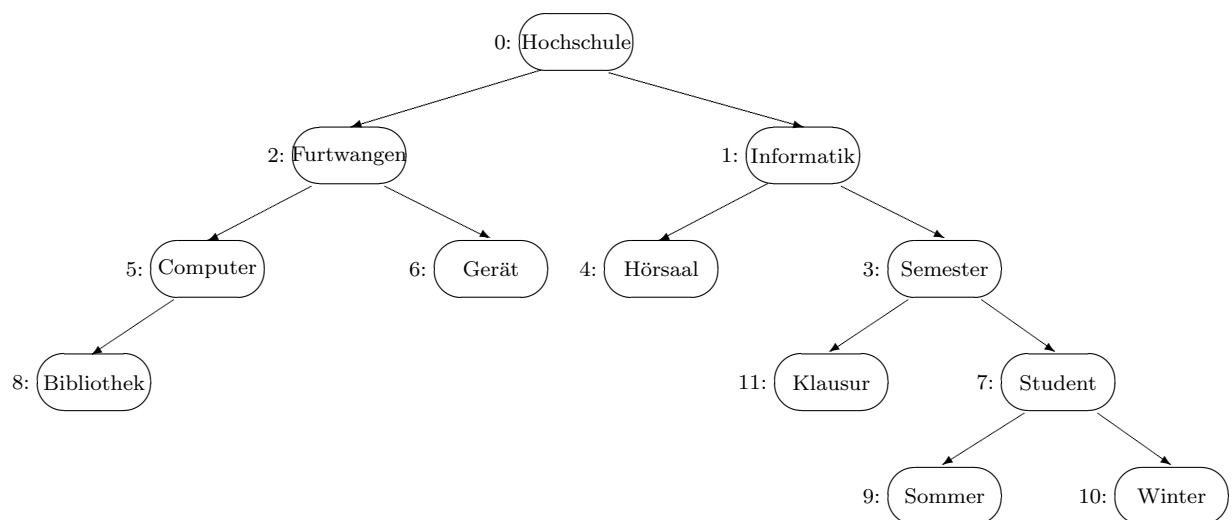 0: Hochschule
2: Furtwangen
1: Informatik
5: Computer
6: Gerät
4: Hörsaal
3: Semester
8: Bibliothek
11: Klausur
7: Student
9: Sommer
10: Winter